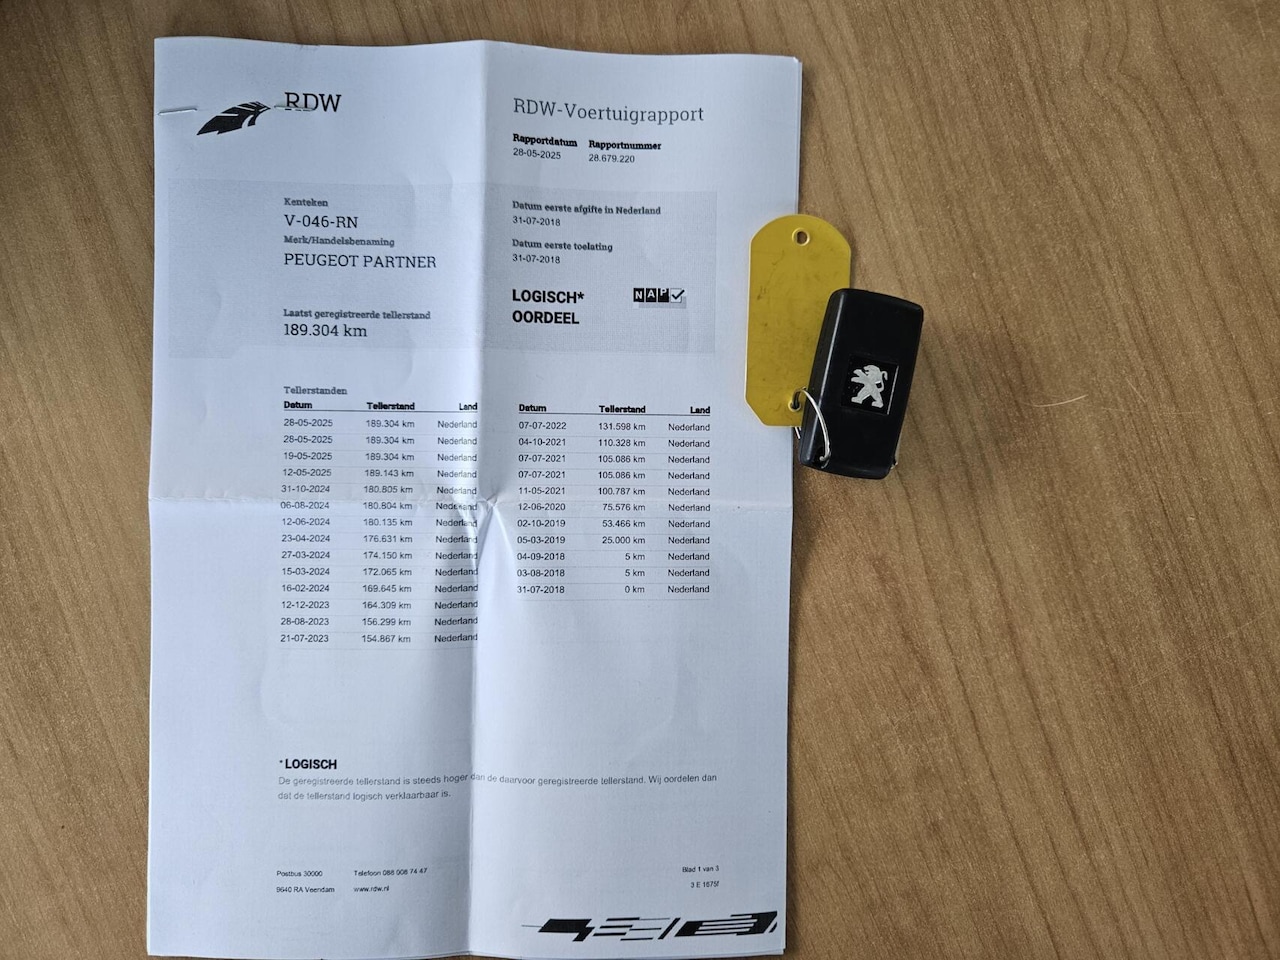 RDW
RDW-Voertuigrapport
Rapportdatum Rapportnummer
28-05-2025 28.679.220
Kenteken
V-046-RN
Merk/Handelsbenaming
PEUGEOT PARTNER
Laatst geregistreerde tellerstand
189.304 km
Datum eerste afgifte in Nederland
31-07-2018
Datum eerste toelating
31-07-2018
LOGISCH*
OORDEEL
NAP
Tellerstanden
Datum Tellerstand Land
28-05-2025 189.304 km Nederland
28-05-2025 189.304 km Nederland
19-05-2025 189.304 km Nederland
12-05-2025 189.143 km Nederland
31-10-2024 180.805 km Nederland
06-08-2024 180.804 km Nederland
12-06-2024 180.135 km Nederland
23-04-2024 176.631 km Nederland
27-03-2024 174.150 km Nederland
15-03-2024 172.065 km Nederland
16-02-2024 169.645 km Nederland
12-12-2023 164.309 km Nederland
28-08-2023 156.299 km Nederland
21-07-2023 154.867 km Nederland
Datum Tellerstand Land
07-07-2022 131.598 km Nederland
04-10-2021 110.328 km Nederland
07-07-2021 105.086 km Nederland
07-07-2021 105.086 km Nederland
11-05-2021 100.787 km Nederland
12-06-2020 75.576 km Nederland
02-10-2019 53.466 km Nederland
05-03-2019 25.000 km Nederland
04-09-2018 5 km Nederland
03-08-2018 5 km Nederland
31-07-2018 0 km Nederland
*LOGISCH
De geregistreerde tellerstand is steeds hoger dan de daarvoor geregistreerde tellerstand. Wij oordelen dan
dat de tellerstand logisch verklaarbaar is.
Postbus 30000 Telefoon 088 008 74 47
9640 RA Veendam www.rdw.nl
Blad 1 van 3
3 E 1675f